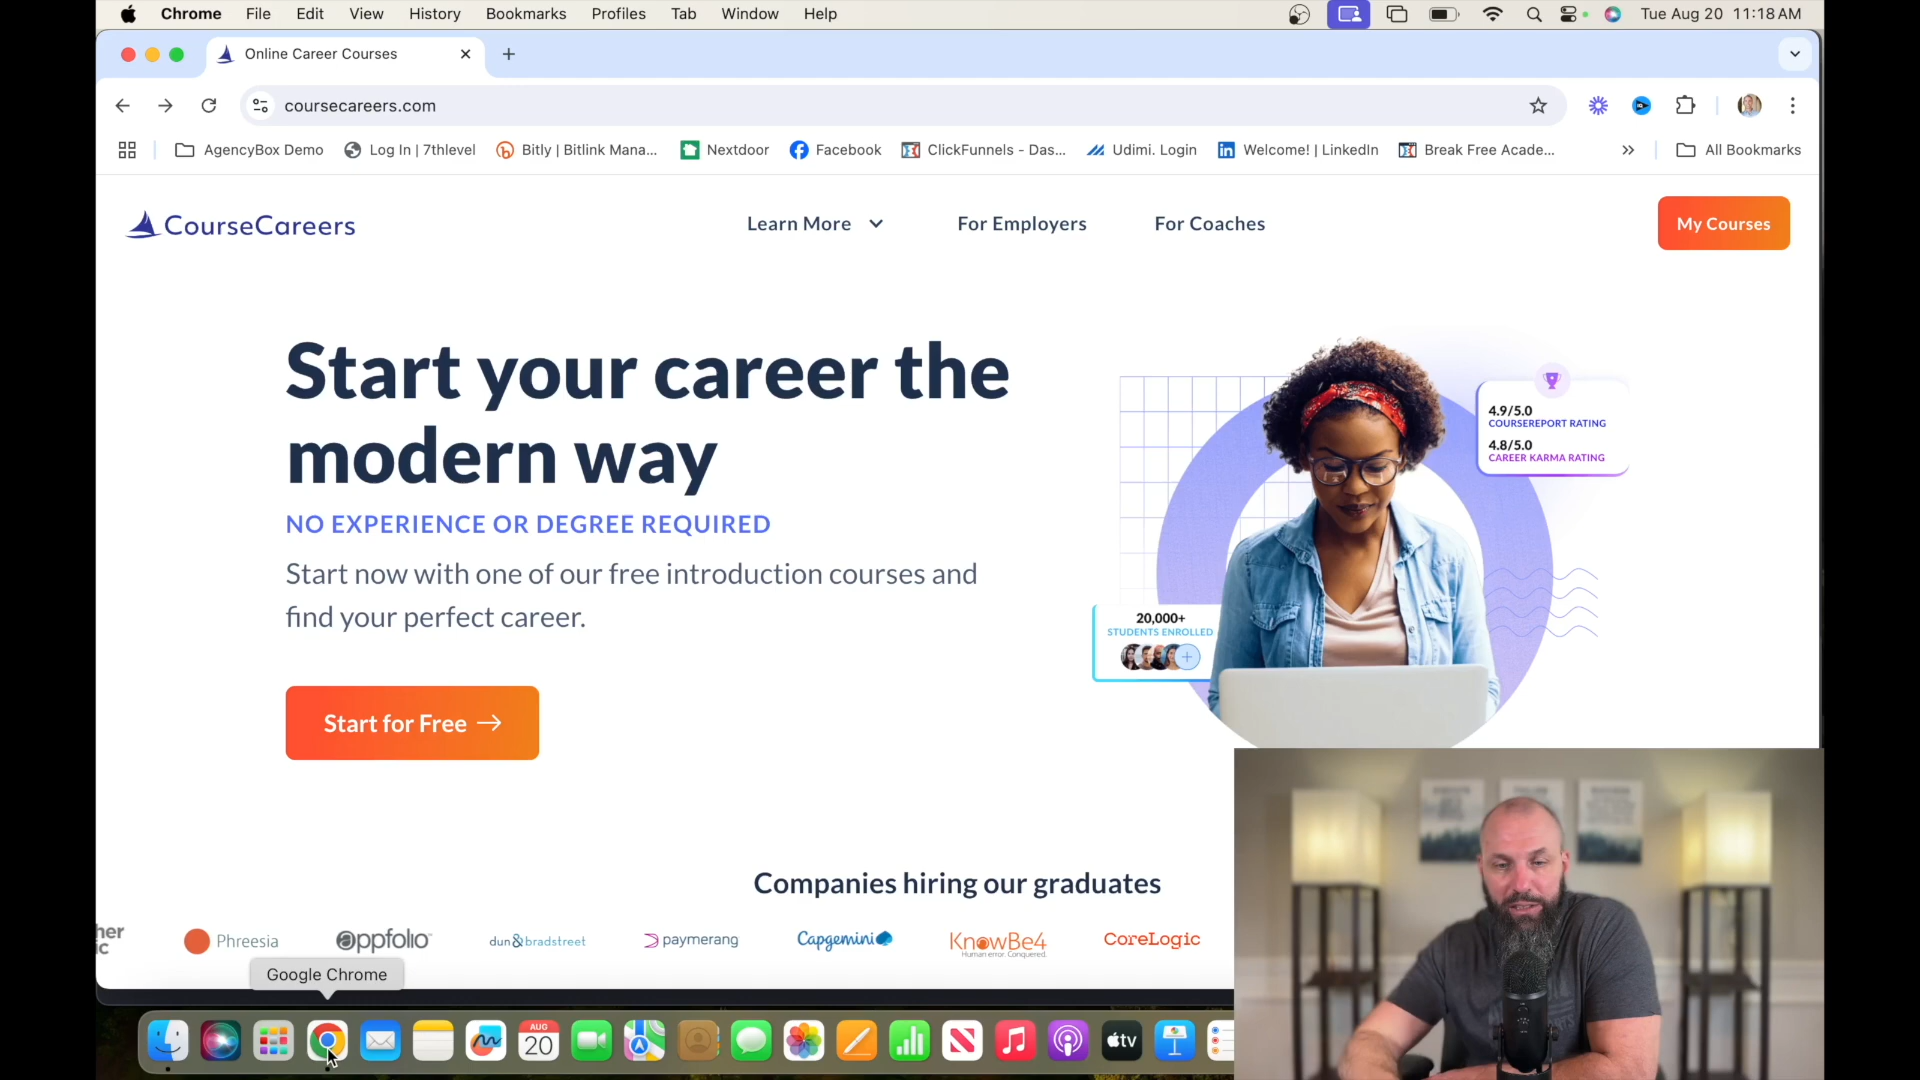 Chrome File Edit View History Bookmarks Profiles Tab Window Help Tue Aug 20 11:18 AM
Online Career Courses
coursecareers.com
AgencyBox Demo Log In | 7thlevel Bitly | Bitlink Mana... Nextdoor Facebook ClickFunnels - Das... Udimi. Login Welcome! | LinkedIn Break Free Acade... All Bookmarks
CourseCareers Learn More For Employers For Coaches My Courses
Start your career the
modern way
NO EXPERIENCE OR DEGREE REQUIRED
Start now with one of our free introduction courses and
find your perfect career.
Start for Free
4.9/5.0
COURSEREPORT RATING
4.8/5.0
CAREER KARMA RATING
20,000+
STUDENTS ENROLLED
Companies hiring our graduates
her
ic
Phreesia appfolio dun&bradstreet paymerang Capgemini KnowBe4 CoreLogic
Human error. Conquered.
Google Chrome
AUG
20
tv